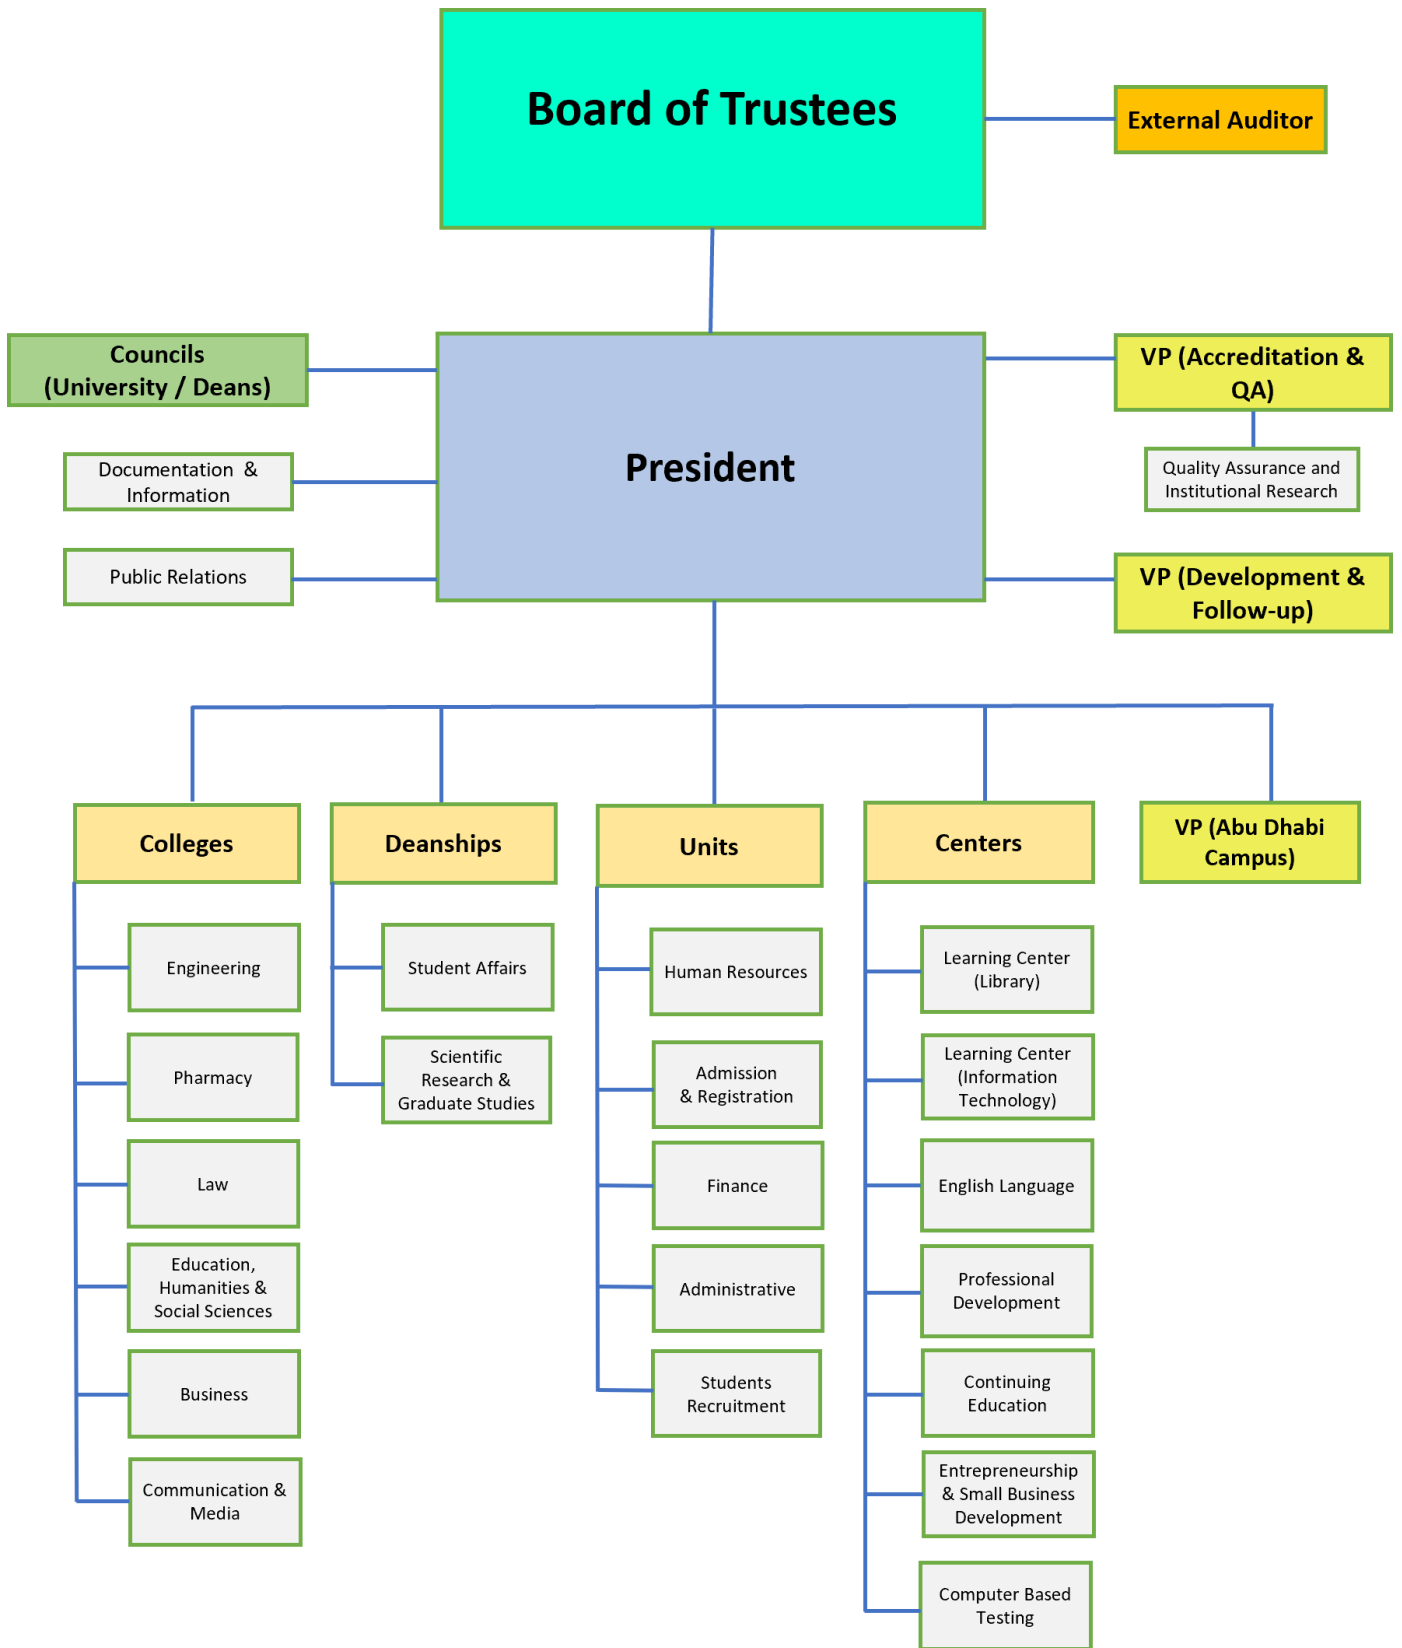 Board of Trustees
External Auditor
Councils
(University / Deans)
Documentation &
Information
Public Relations
President
VP (Accreditation &
QA)
Quality Assurance and
Institutional Research
VP (Development &
Follow-up)
Colleges
Engineering
Pharmacy
Law
Education,
Humanities &
Social Sciences
Business
Communication &
Media
Deanships
Student Affairs
Scientific
Research &
Graduate Studies
Units
Human Resources
Admission
& Registration
Finance
Administrative
Students
Recruitment
Centers
Learning Center
(Library)
Learning Center
(Information
Technology)
English Language
Professional
Development
Continuing
Education
Entrepreneurship
& Small Business
Development
Computer Based
Testing
VP (Abu Dhabi
Campus)